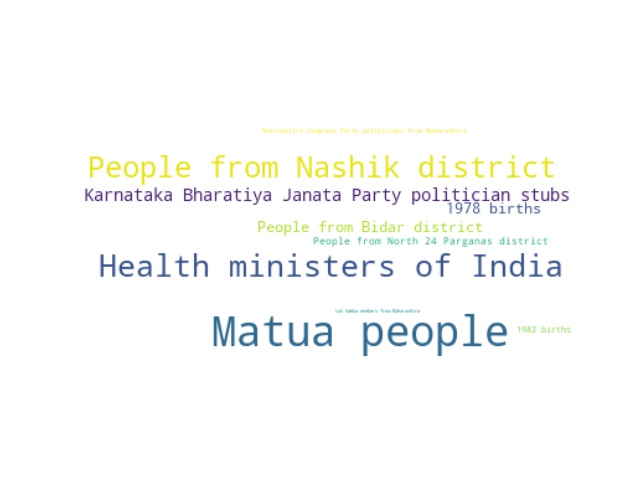 Nationalist Congress Party politicians from Maharashtra
People from Nashik district
Karnataka Bharatiya Janata Party politician stubs
1978 births
People from Bidar district
People from North 24 Parganas district
Health ministers of India
Lok Sabha members from Maharashtra
Matua people
1982 births